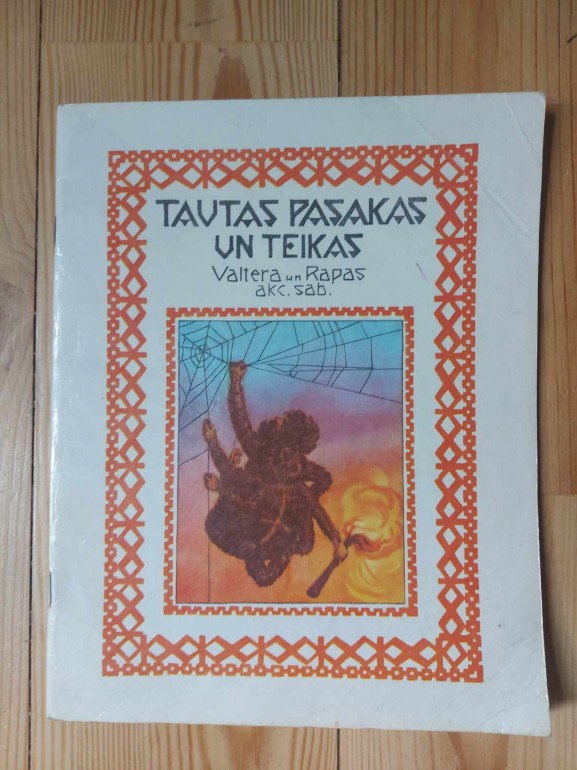 TAUTAS PASAKAS
UN TEIKAS
Valtera un Rapas
akc. sab.